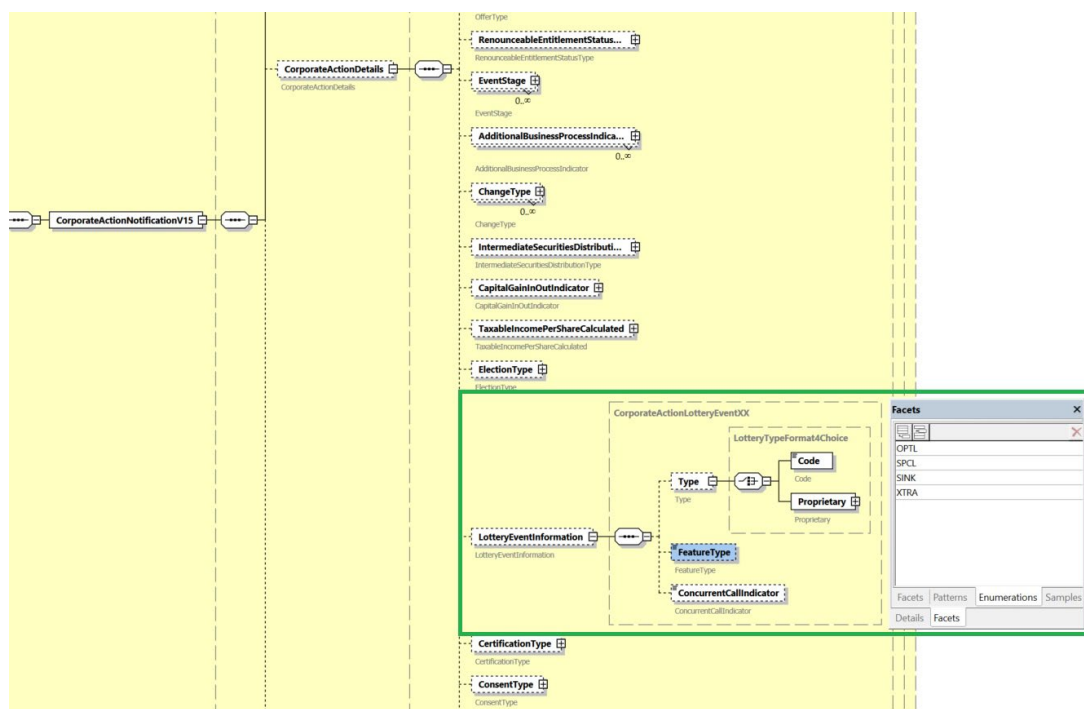 OfferType
RenounceableEntitlementStatus...
RenounceableEntitlementStatusType
CorporateActionDetails
CorporateActionDetails
EventStage
0..∞
EventStage
AdditionalBusinessProcessIndica...
0..∞
AdditionalBusinessProcessIndicator
ChangeType
0..∞
ChangeType
CorporateActionNotificationV15
IntermediateSecuritiesDistributi...
IntermediateSecuritiesDistributionType
CapitalGainInOutIndicator
CapitalGainInOutIndicator
TaxableIncomePerShareCalculated
TaxableIncomePerShareCalculated
ElectionType
ElectionType
CorporateActionLotteryEventXX
LotteryTypeFormat4Choice
Code
Code
Type
Type
Proprietary
Proprietary
LotteryEventInformation
LotteryEventInformation
FeatureType
FeatureType
ConcurrentCallIndicator
ConcurrentCallIndicator
Facets
OPTL
SPCL
SINK
XTRA
Facets Patterns Enumerations Samples
Details Facets
CertificationType
CertificationType
ConsentType
ConsentType